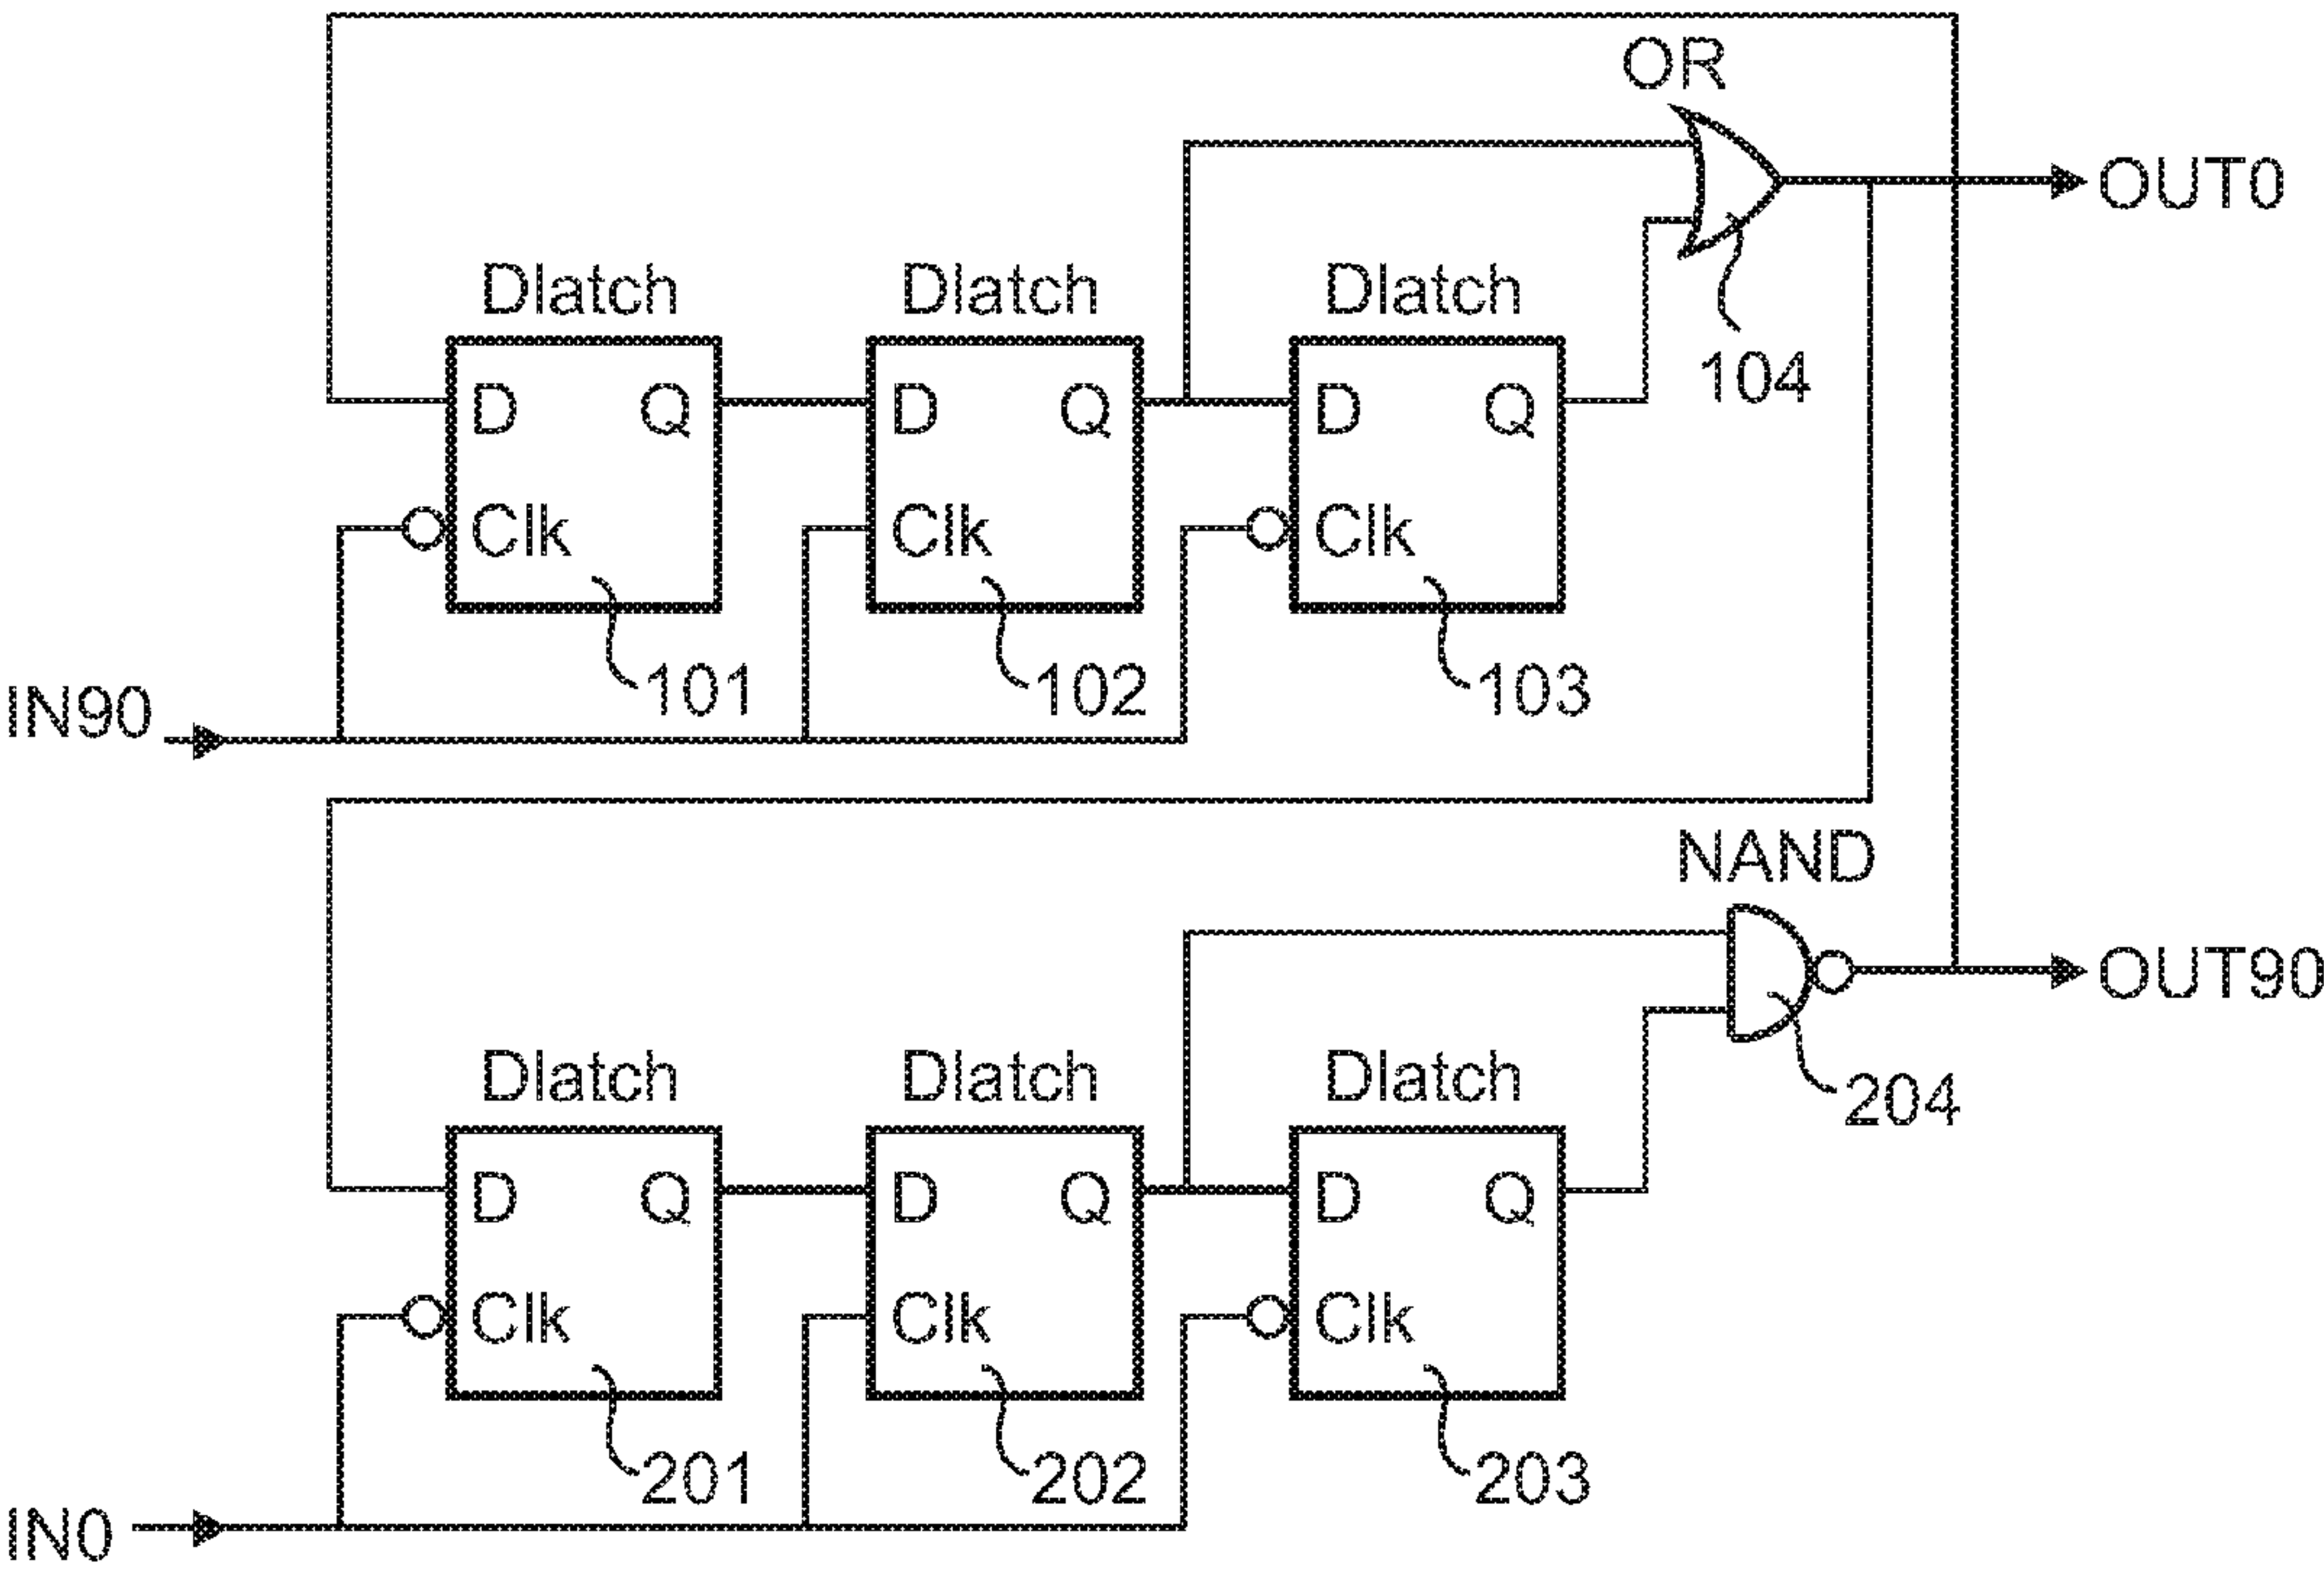 OR
OUT0
Dlatch Dlatch Dlatch
104
D Q D Q D Q
Clk Clk Clk
101 102 103
IN90
NAND
OUT90
Dlatch Dlatch Dlatch
204
D Q D Q D Q
Clk Clk Clk
201 202 203
IN0